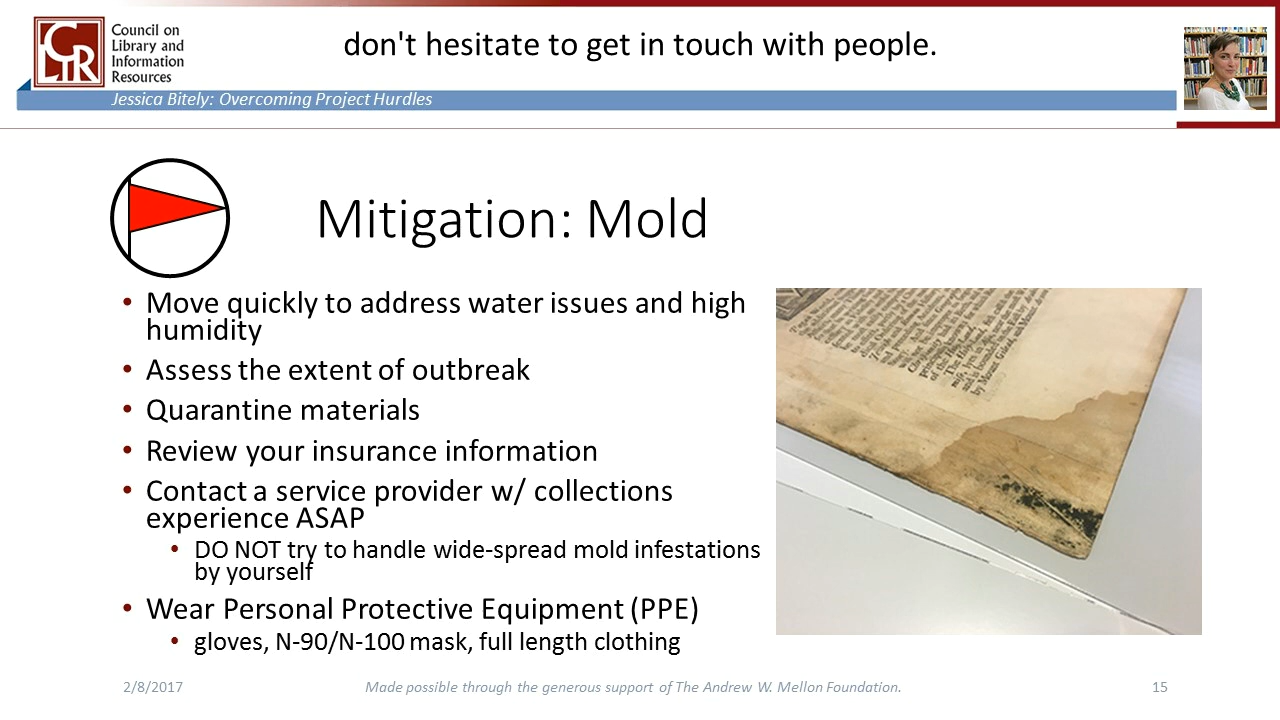 don't hesitate to get in touch with people.
CLIR
Council on
Library and
Information
Resources
Jessica Bitely: Overcoming Project Hurdles
Mitigation: Mold
• Move quickly to address water issues and high
humidity
• Assess the extent of outbreak
• Quarantine materials
• Review your insurance information
• Contact a service provider w/ collections
experience ASAP
• DO NOT try to handle wide-spread mold infestations
by yourself
• Wear Personal Protective Equipment (PPE)
• gloves, N-90/N-100 mask, full length clothing
2/8/2017
Made possible through the generous support of The Andrew W. Mellon Foundation.
15